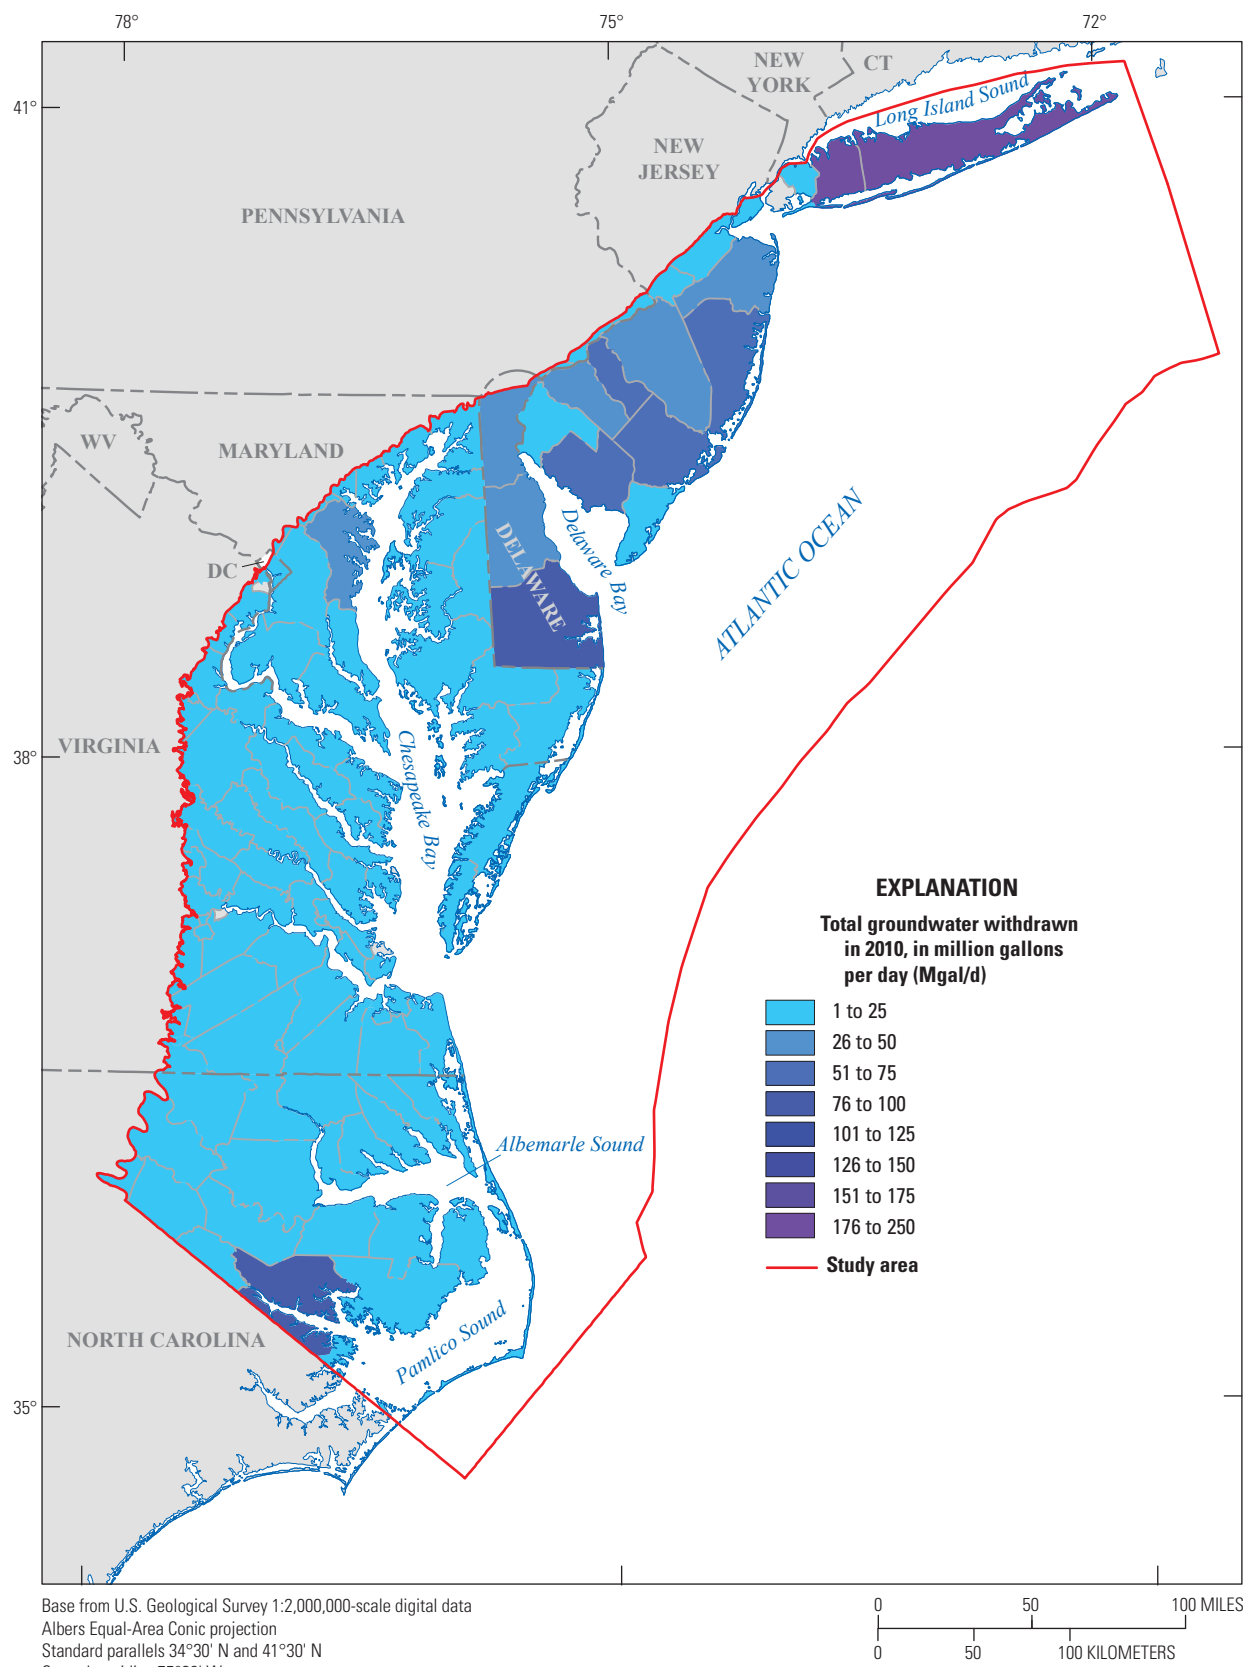 78°
75°
72°
41°
38°
35°
NEW
YORK
CT
Long Island Sound
NEW
JERSEY
PENNSYLVANIA
WV
MARYLAND
DC
DELAWARE
Delaware Bay
ATLANTIC OCEAN
VIRGINIA
Chesapeake Bay
Albemarle Sound
NORTH CAROLINA
Pamlico Sound
EXPLANATION
Total groundwater withdrawn
in 2010, in million gallons
per day (Mgal/d)
1 to 25
26 to 50
51 to 75
76 to 100
101 to 125
126 to 150
151 to 175
176 to 250
Study area
Base from U.S. Geological Survey 1:2,000,000-scale digital data
Albers Equal-Area Conic projection
Standard parallels 34°30' N and 41°30' N
0 50 100 MILES
0 50 100 KILOMETERS